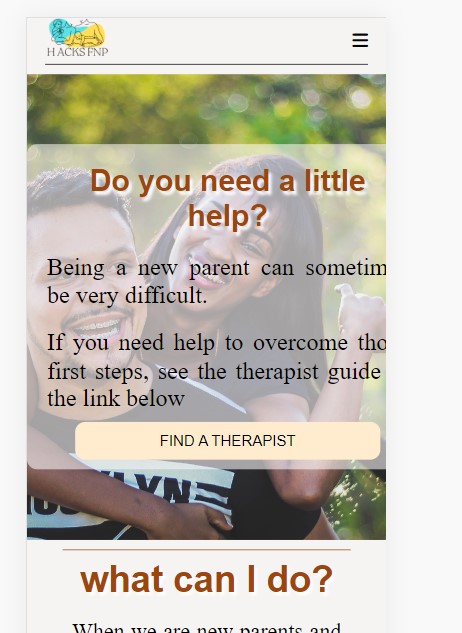 HACKSFNP
Do you need a little
help?
Being a new parent can sometim
be very difficult.
If you need help to overcome tho
first steps, see the therapist guide
the link below
FIND A THERAPIST
what can I do?
When we are new parents and